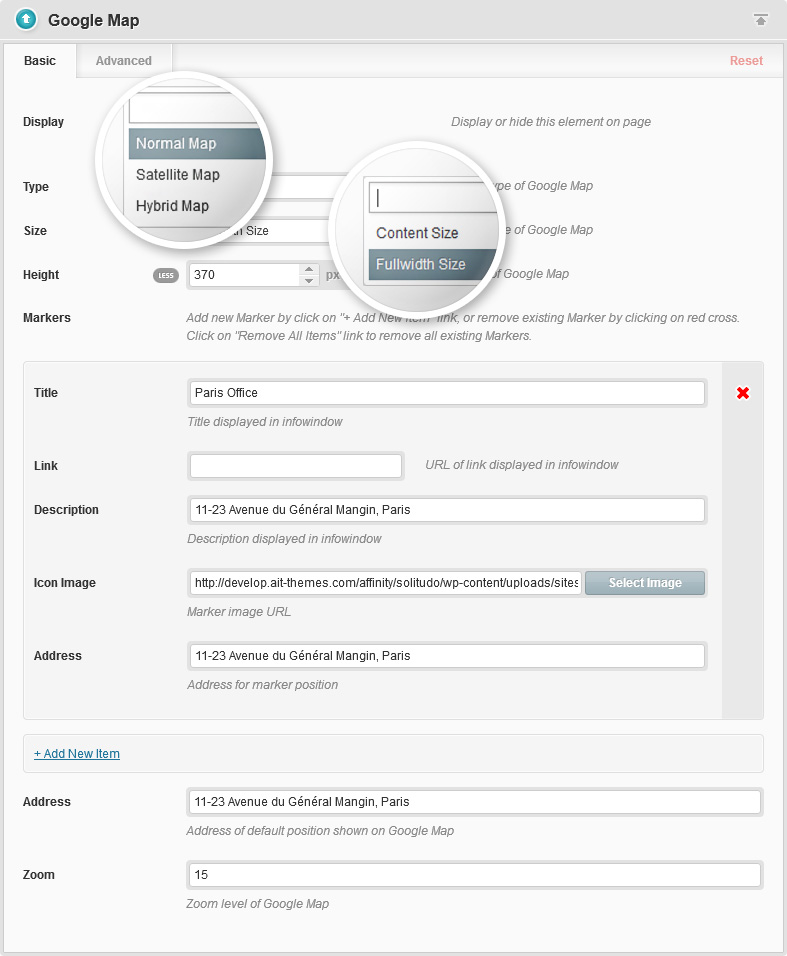 Google Map
Basic
Advanced
Reset
Display
Display or hide this element on page
Normal Map
Satellite Map
Hybrid Map
Type
of Google Map
Size
Size
of Google Map
Content Size
Fullwidth Size
Height
LESS
370
px
of Google Map
Markers
Add new Marker by click on "+ Add New Item" link, or remove existing Marker by clicking on red cross.
Click on "Remove All Items" link to remove all existing Markers.
Title
Paris Office
Title displayed in infowindow
Link
URL of link displayed in infowindow
Description
11-23 Avenue du Général Mangin, Paris
Description displayed in infowindow
Icon Image
http://develop.ait-themes.com/affinity/solitudo/wp-content/uploads/sites
Select Image
Marker image URL
Address
11-23 Avenue du Général Mangin, Paris
Address for marker position
+ Add New Item
Address
11-23 Avenue du Général Mangin, Paris
Address of default position shown on Google Map
Zoom
15
Zoom level of Google Map